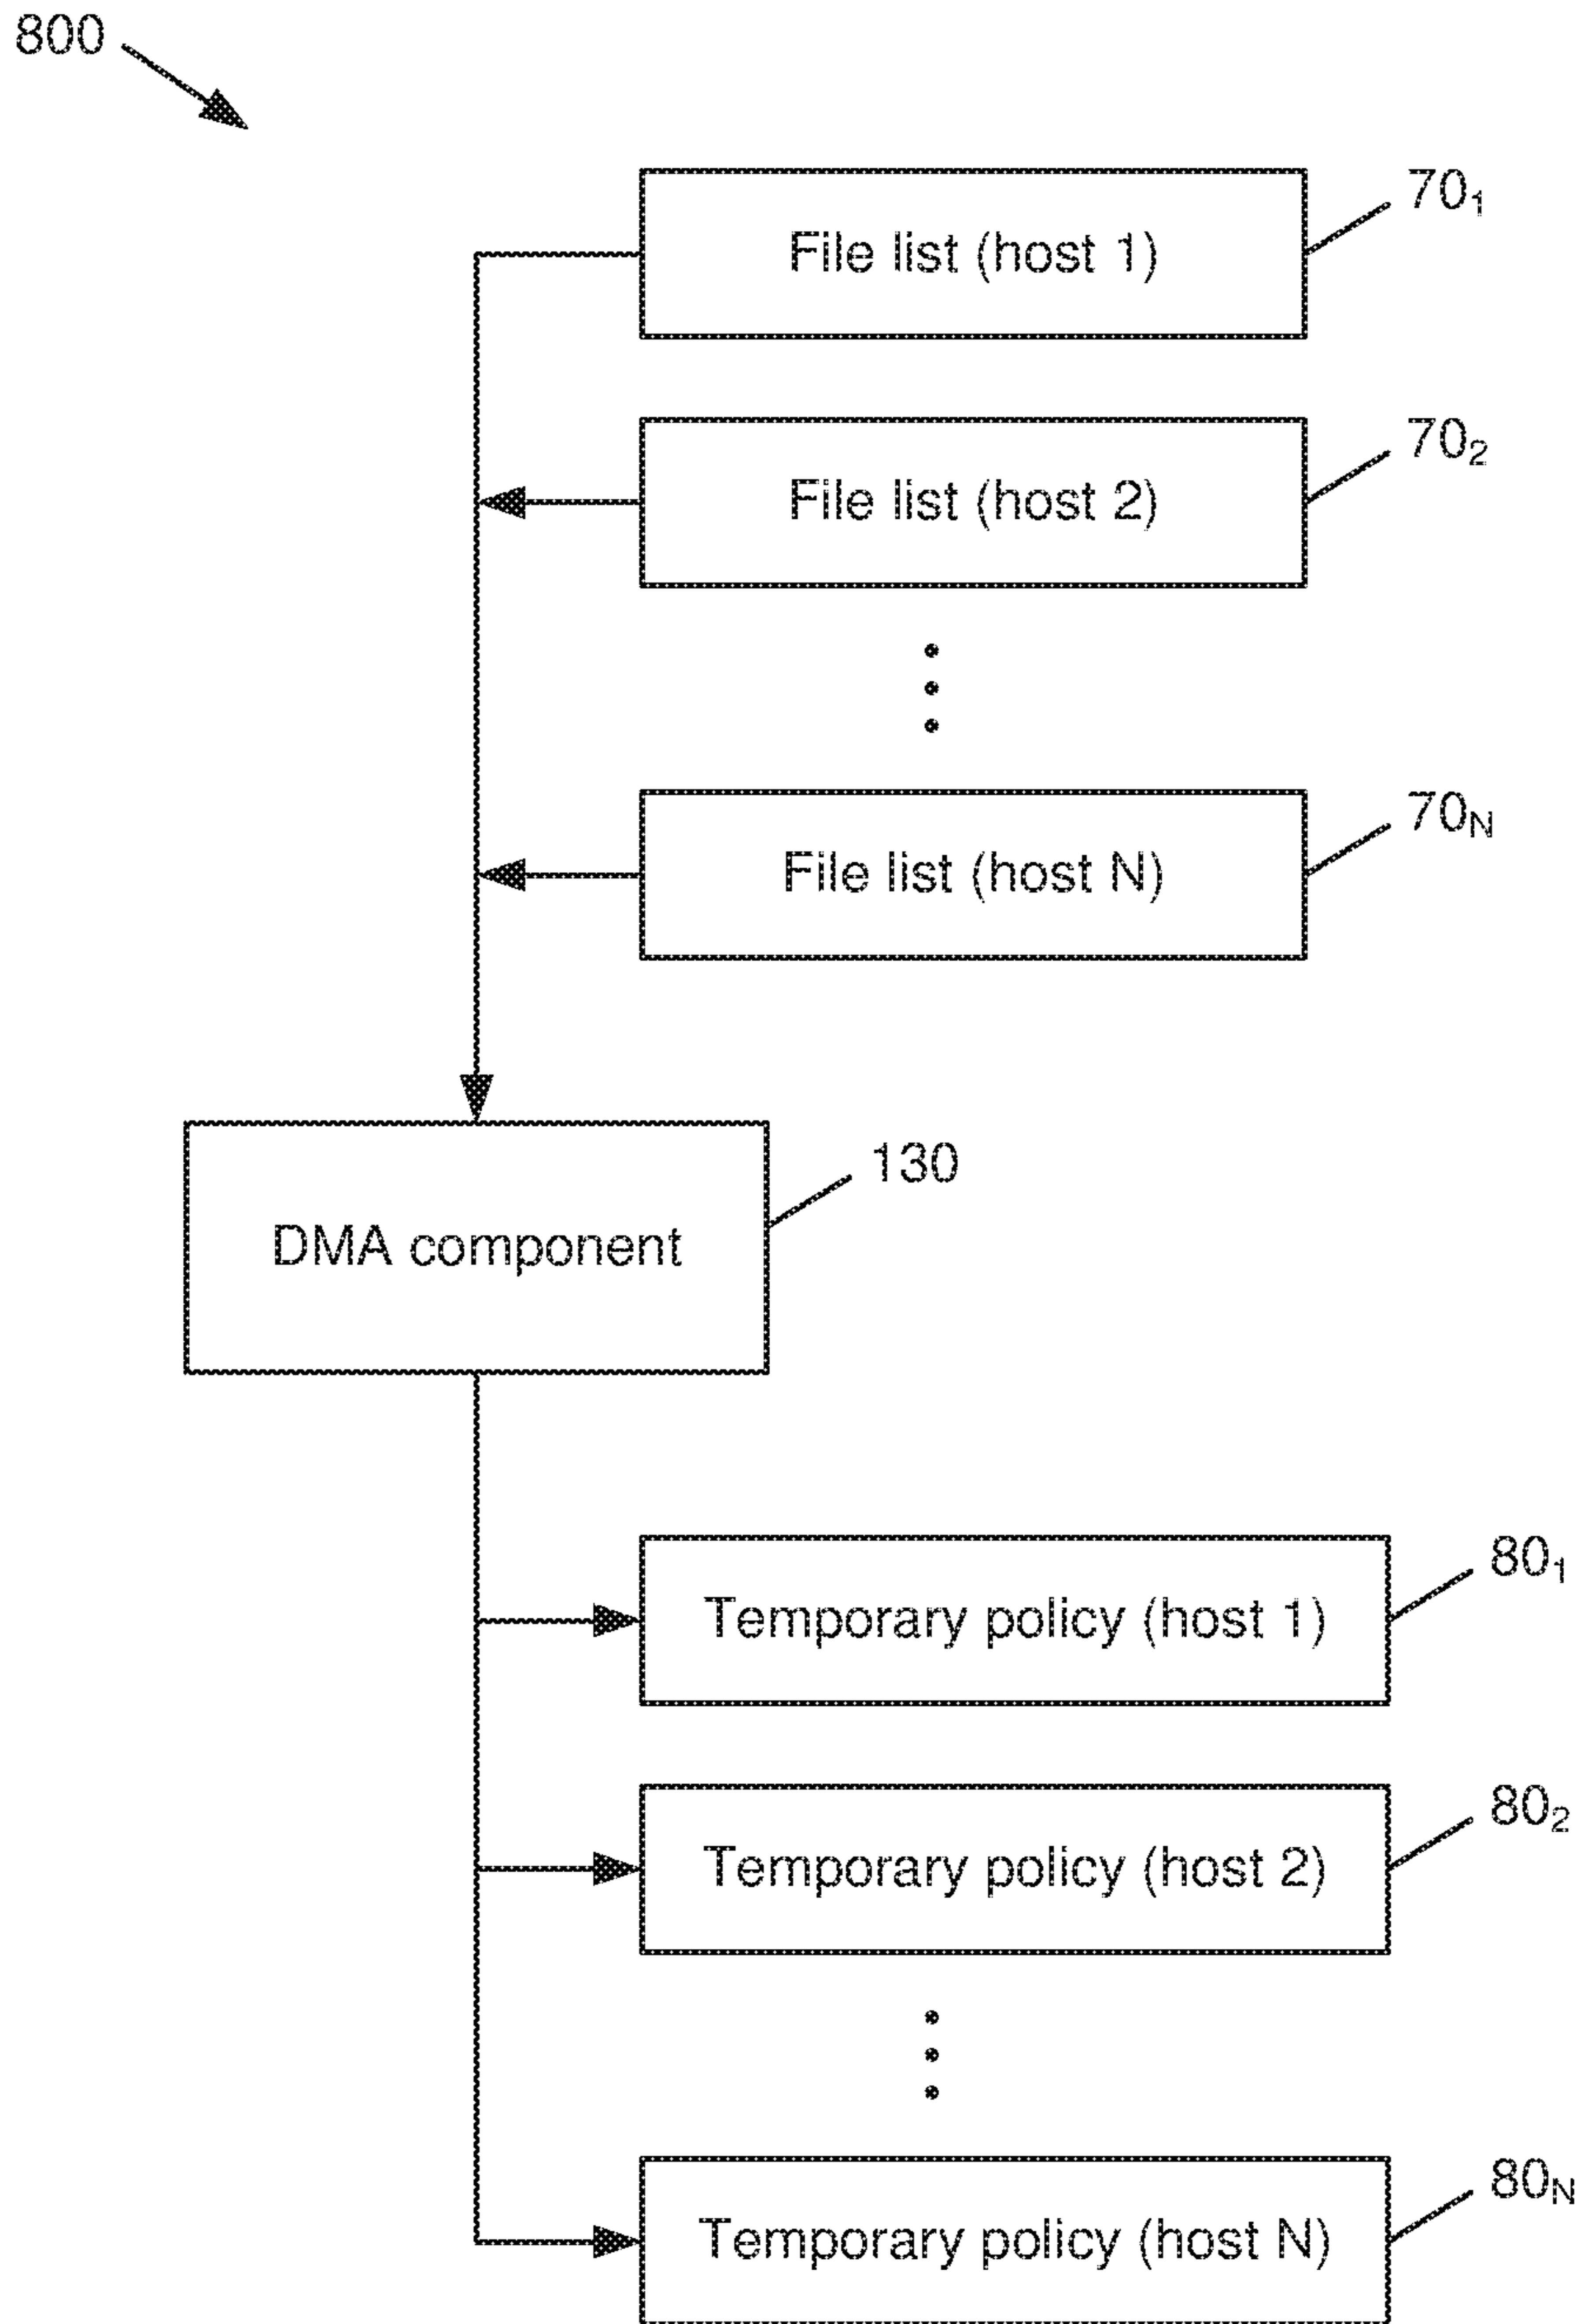 800
File list (host 1)
70₁
File list (host 2)
70₂
File list (host N)
70N
DMA component
130
Temporary policy (host 1)
80₁
Temporary policy (host 2)
80₂
Temporary policy (host N)
80N